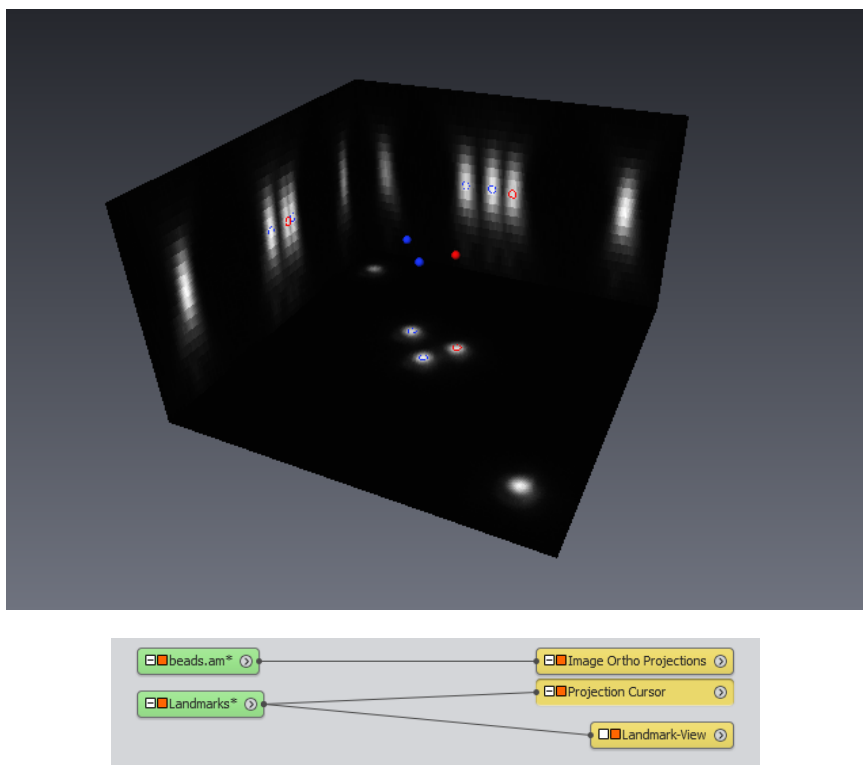 beads.am*
Image Ortho Projections
Landmarks*
Projection Cursor
Landmark-View